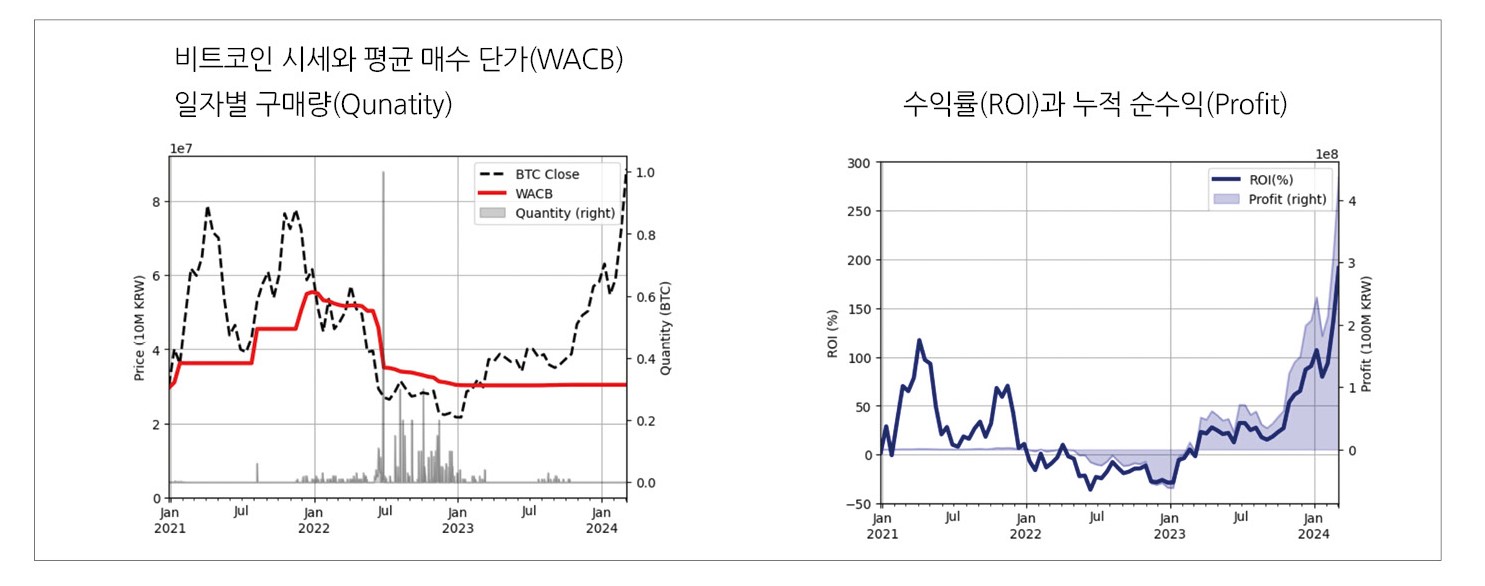 비트코인 시세와 평균 매수 단가(WACB)
일자별 구매량(Qunatity)
1e7
BTC Close
WACB
Quantity (right)
Price (10M KRW)
8
6
4
2
0
1.0
0.8
0.6
0.4
0.2
0.0
Quantity (BTC)
Jan Jul Jan Jul Jan Jul Jan
2021 2022 2023 2024
수익률(ROI)과 누적 순수익(Profit)
1e8
ROI(%)
Profit (right)
ROI (%)
300
250
200
150
100
50
0
−50
4
3
2
1
0
Profit (100M KRW)
Jan Jul Jan Jul Jan Jul Jan
2021 2022 2023 2024